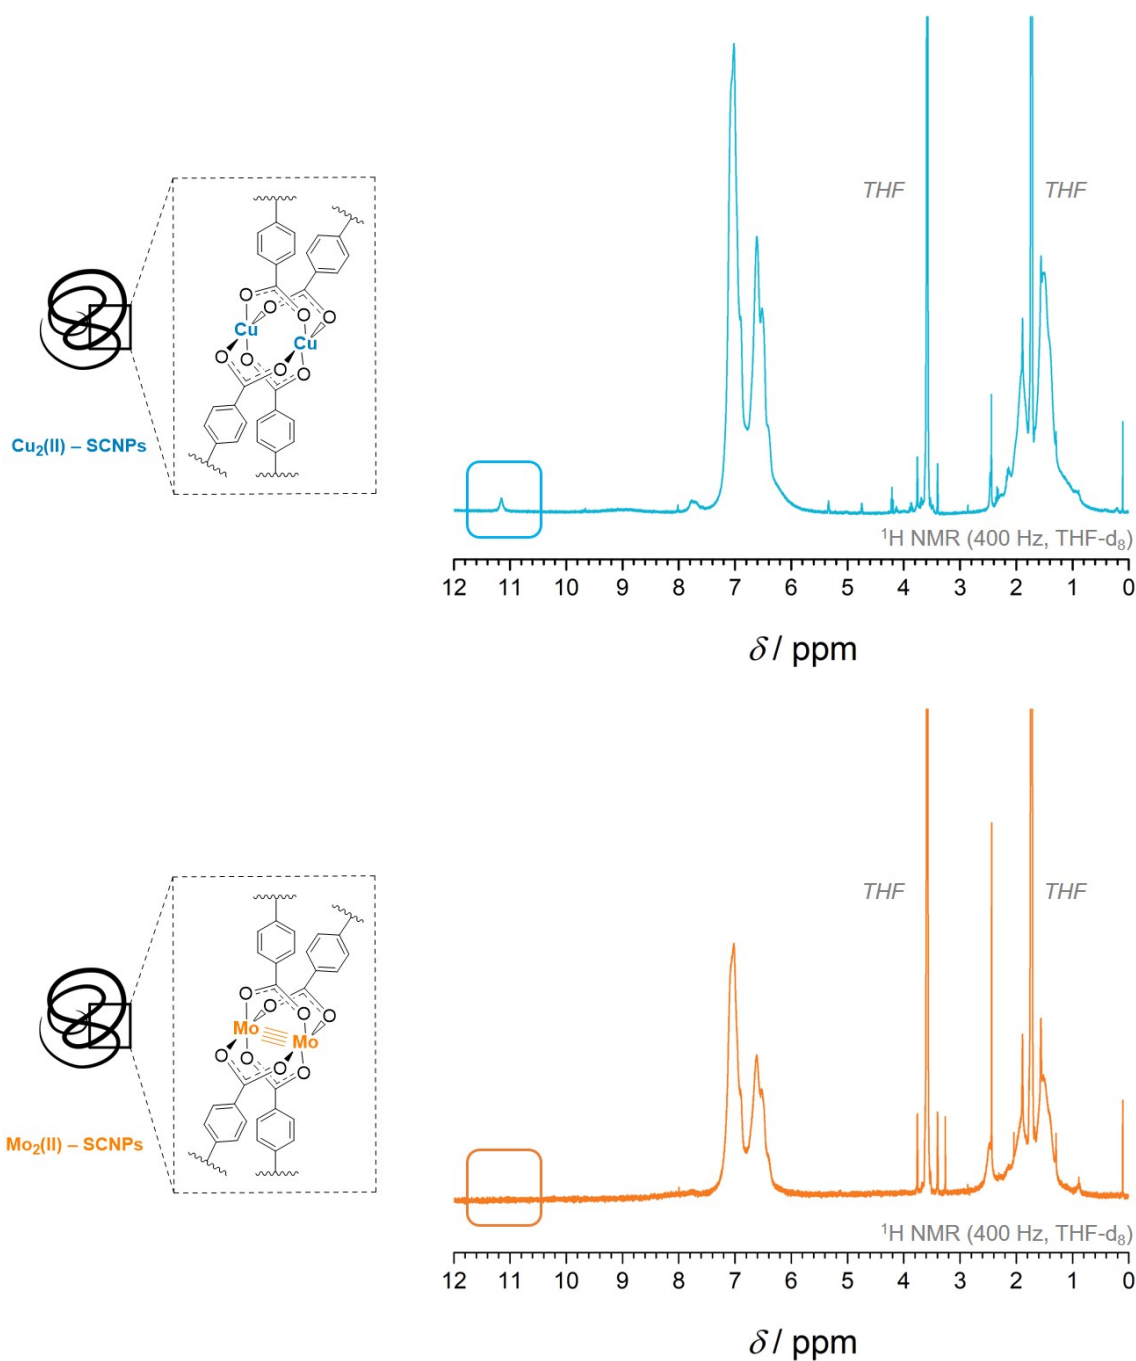 THF
THF
O
O
O
O
Cu
Cu
O
O
O
O
Cu₂(II) – SCNPs
¹H NMR (400 Hz, THF-d₈)
12 11 10 9 8 7 6 5 4 3 2 1 0
δ / ppm
THF
THF
O
O
O
O
Mo
Mo
O
O
O
O
Mo₂(II) – SCNPs
¹H NMR (400 Hz, THF-d₈)
12 11 10 9 8 7 6 5 4 3 2 1 0
δ / ppm